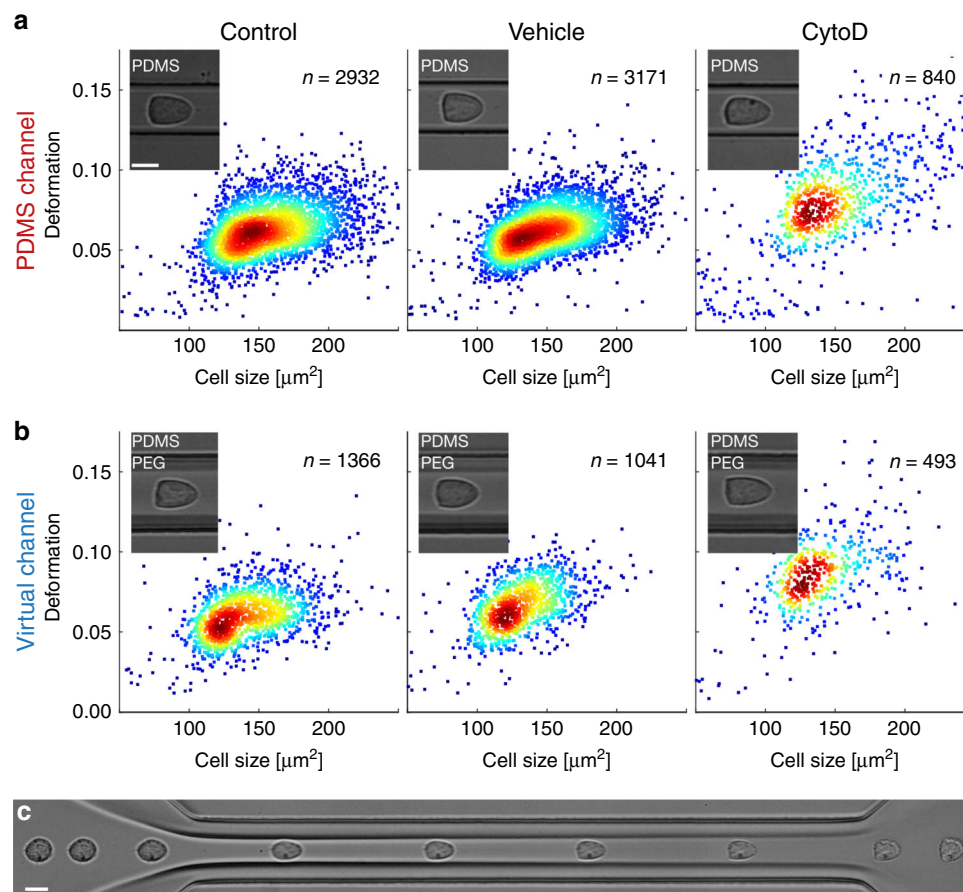 a
Control
Vehicle
CytoD
PDMS channel
Deformation
0.15
0.10
0.05
PDMS
n = 2932
PDMS
n = 3171
PDMS
n = 840
100 150 200
100 150 200
100 150 200
Cell size [μm²]
Cell size [μm²]
Cell size [μm²]
b
Virtual channel
Deformation
0.15
0.10
0.05
0.00
PDMS
PEG
n = 1366
PDMS
PEG
n = 1041
PDMS
PEG
n = 493
100 150 200
100 150 200
100 150 200
Cell size [μm²]
Cell size [μm²]
Cell size [μm²]
c